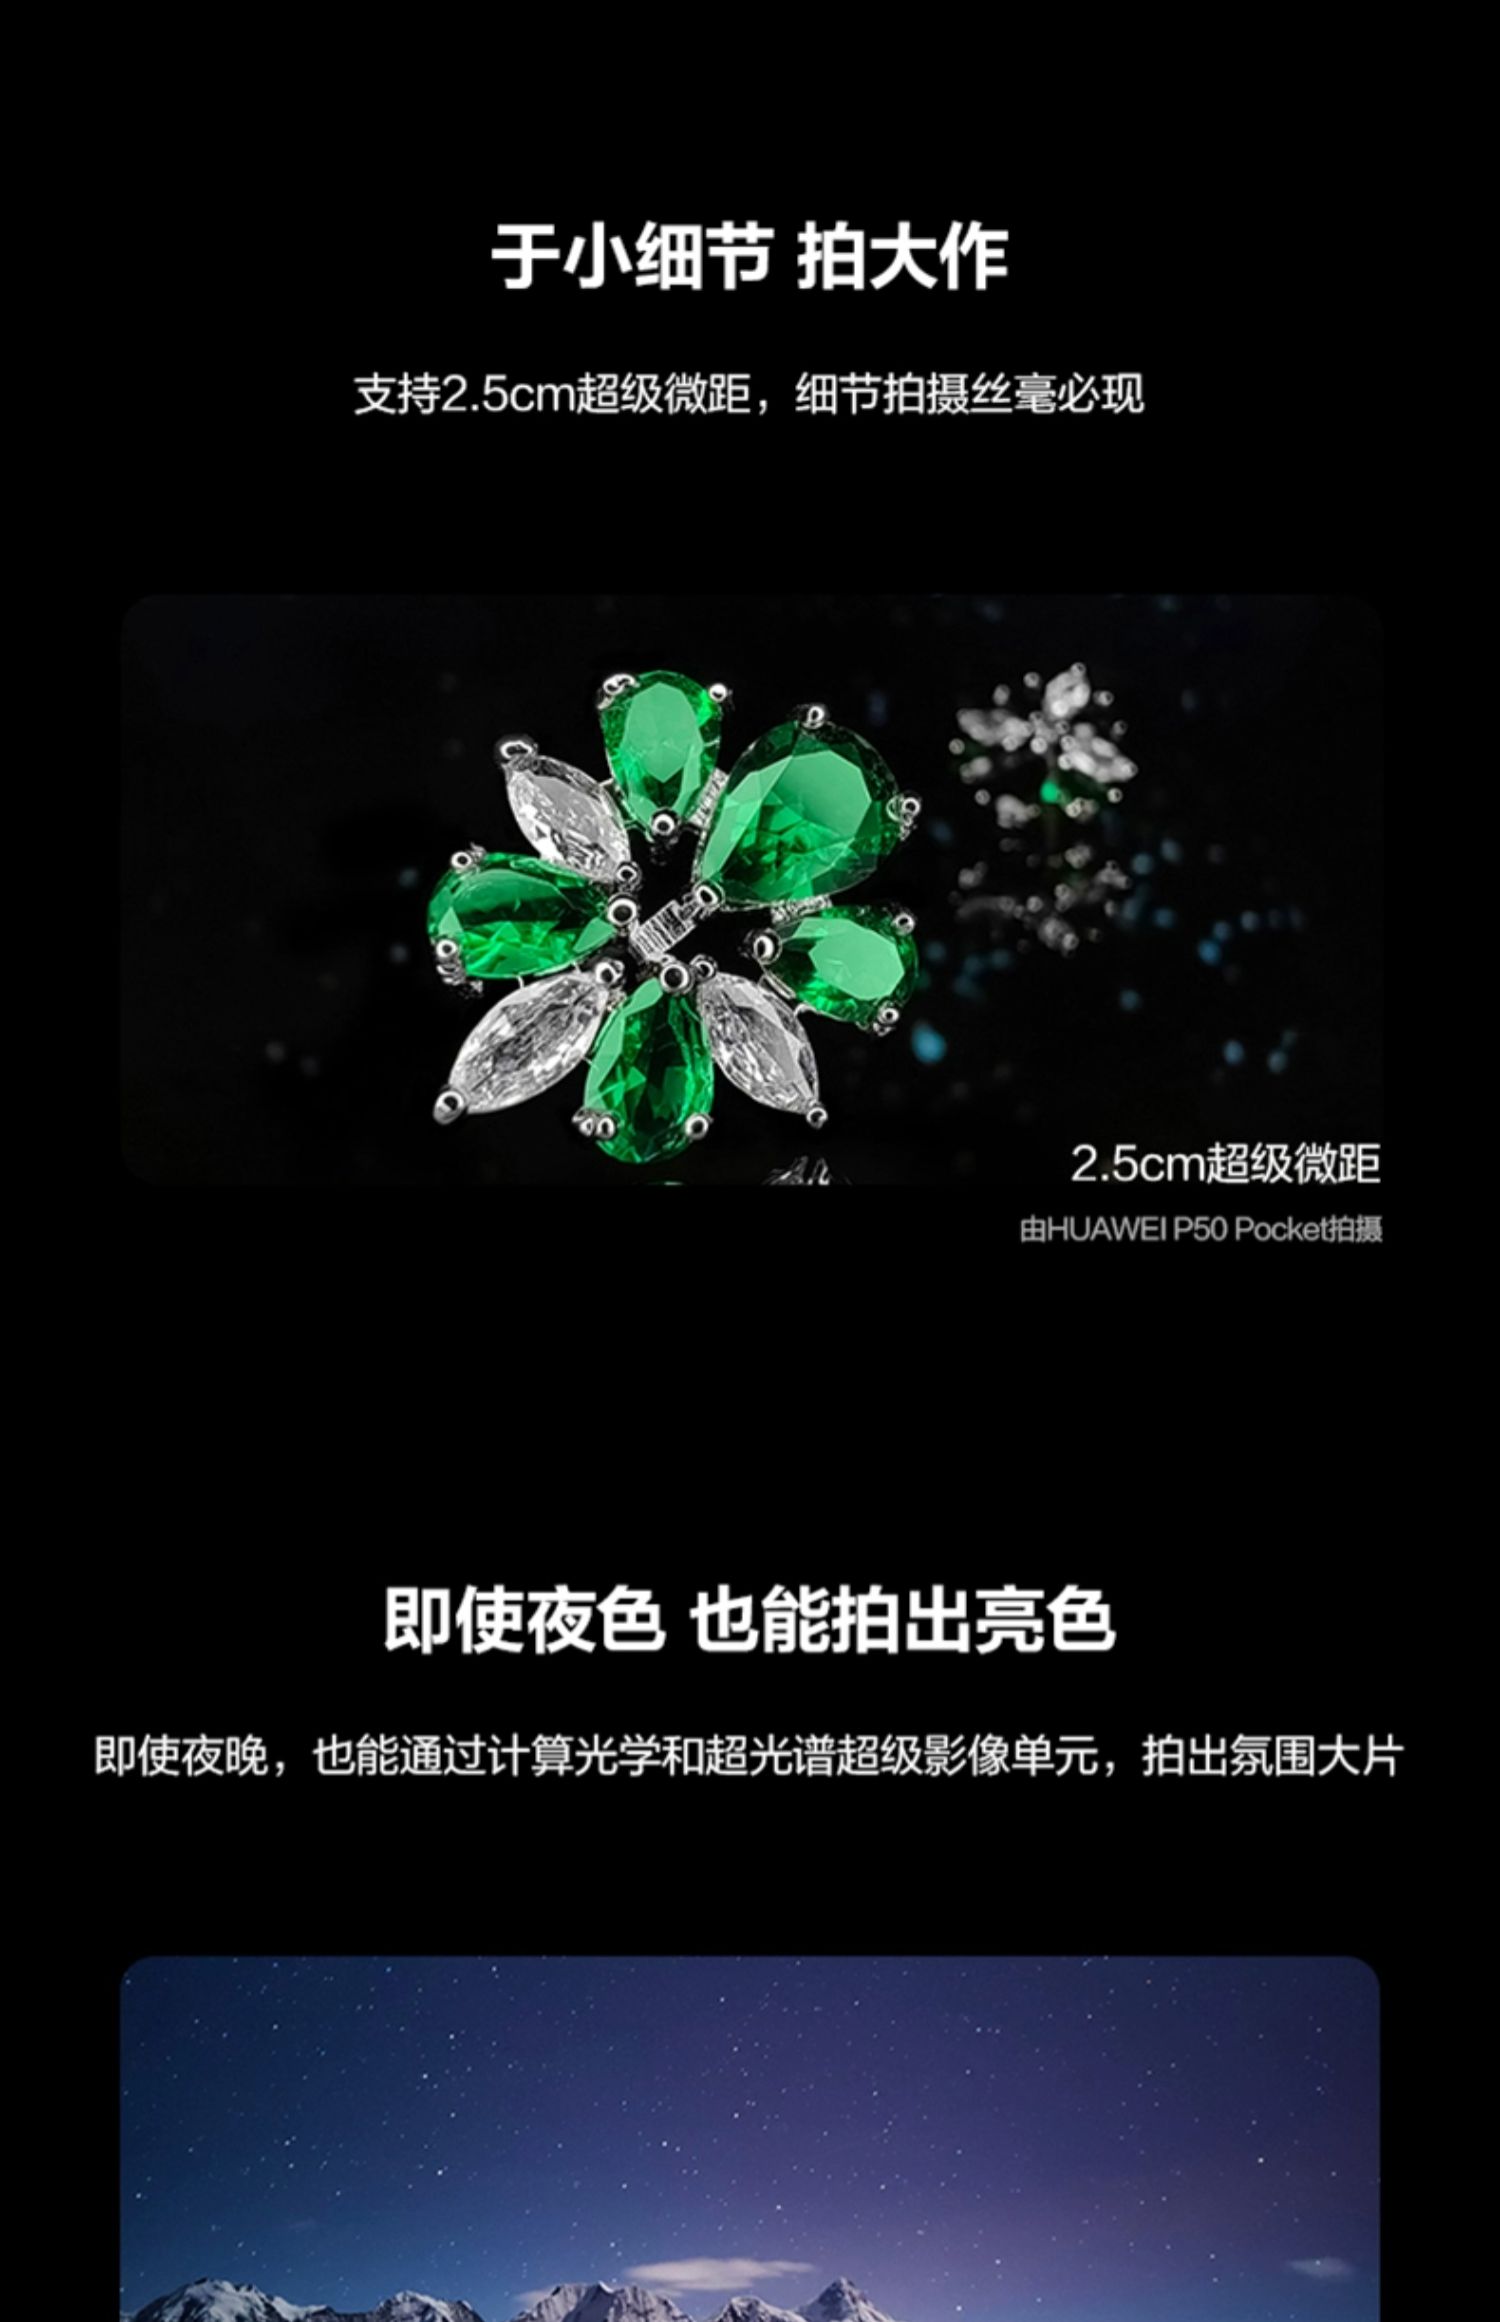 于小细节 拍大作
支持2.5cm超级微距，细节拍摄丝毫必现
2.5cm超级微距
由HUAWEI P50 Pocket拍摄
即使夜色 也能拍出亮色
即使夜晚，也能通过计算光学和超光谱超级影像单元，拍出氛围大片